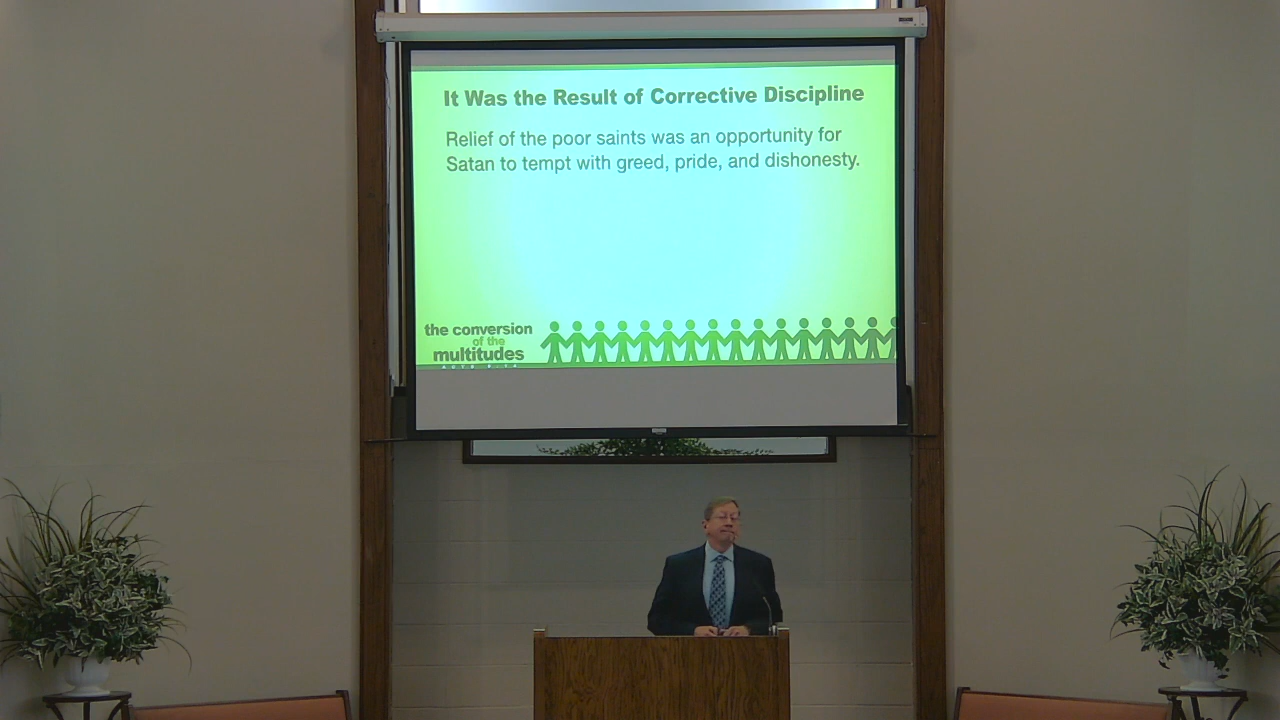 It Was the Result of Corrective Discipline
Relief of the poor saints was an opportunity for
Satan to tempt with greed, pride, and dishonesty.
the conversion
of the
multitudes